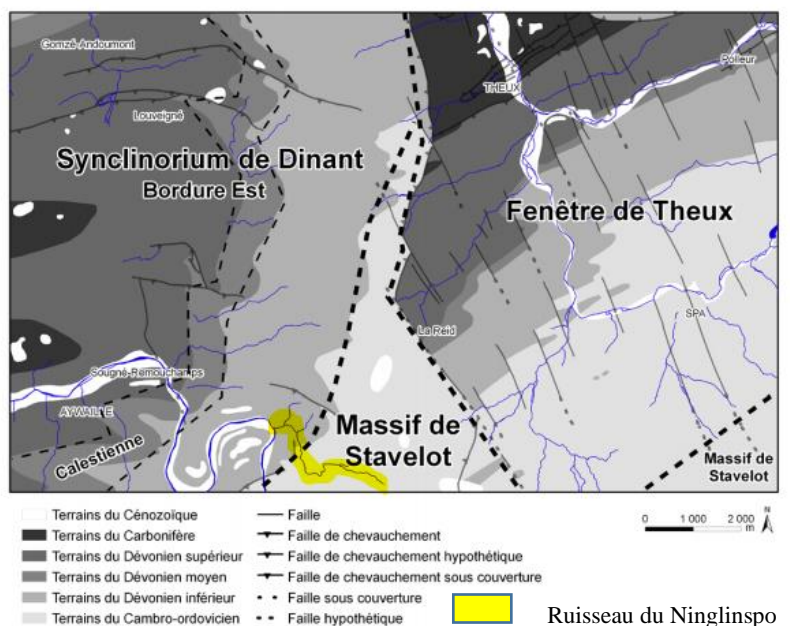 Gomzé-Andoumont
Louveigné
Synclinorium de Dinant
Bordure Est
THEUX
Polleur
Fenêtre de Theux
La Reid
SPA
Sougné-Remouchamps
AYWAILLE
Calestienne
Massif de
Stavelot
Massif de
Stavelot
Terrains du Cénozoïque
Terrains du Carbonifère
Terrains du Dévonien supérieur
Terrains du Dévonien moyen
Terrains du Dévonien inférieur
Terrains du Cambro-ordovicien
Faille
Faille de chevauchement
Faille de chevauchement hypothétique
Faille de chevauchement sous couverture
Faille sous couverture
Faille hypothétique
0 1 000 2 000
m
N
Ruisseau du Ninglinspo